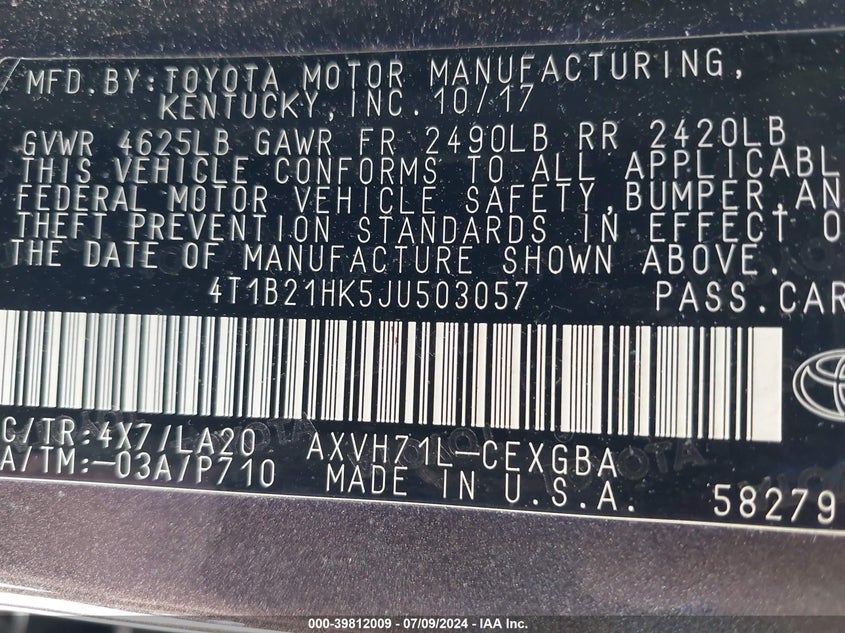 MFD. BY: TOYOTA MOTOR MANUFACTURING,
KENTUCKY, INC. 10/17
GVWR 4625LB GAWR FR 2490LB RR 2420LB
THIS VEHICLE CONFORMS TO ALL APPLICABL
FEDERAL MOTOR VEHICLE SAFETY, BUMPER, AN
THEFT PREVENTION STANDARDS IN EFFECT O
THE DATE OF MANUFACTURE SHOWN ABOVE.
4T1B21HK5JU503057 PASS. CAR
C/TR: 4X7/LA20 AXVH71L-CEXGBA
A/TM:-03A/P710 MADE IN U.S.A. 58279
000-39812009 / 07/09/2024 - IAA Inc.